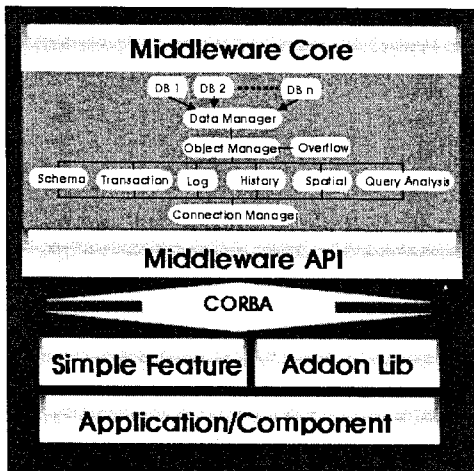 Middleware Core
DB 1 DB 2 DB n
Data Manager
Object Manager Overflow
Schema Transaction Log History Spatial Query Analysis
Connection Manager
Middleware API
CORBA
Simple Feature Addon Lib
Application/Component